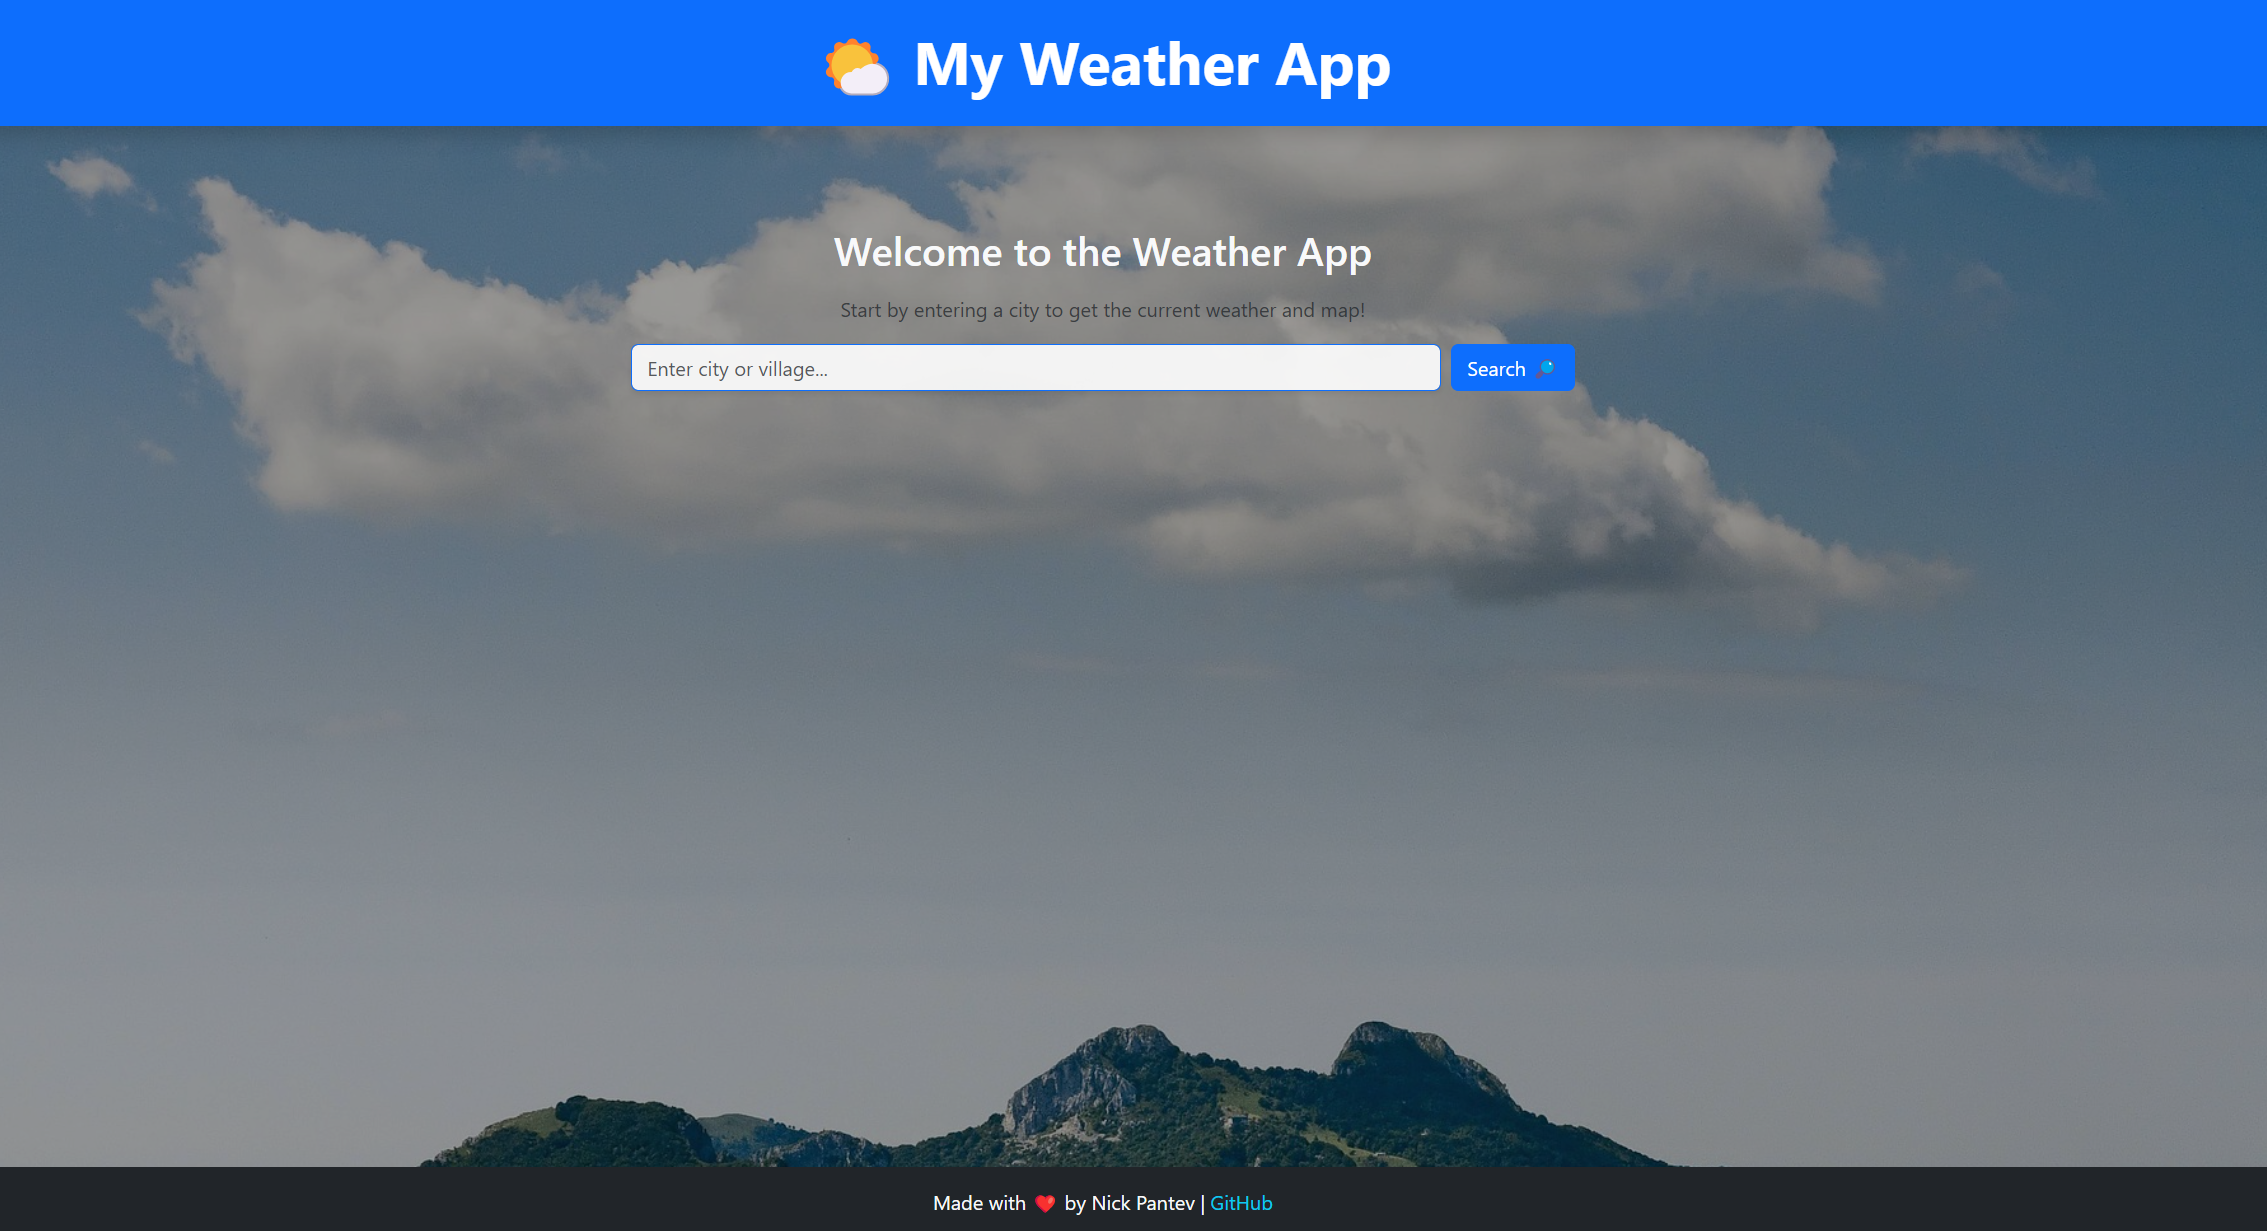 My Weather App
Welcome to the Weather App
Start by entering a city to get the current weather and map!
Enter city or village...
Search 🔎
Made with ❤️ by Nick Pantev | GitHub